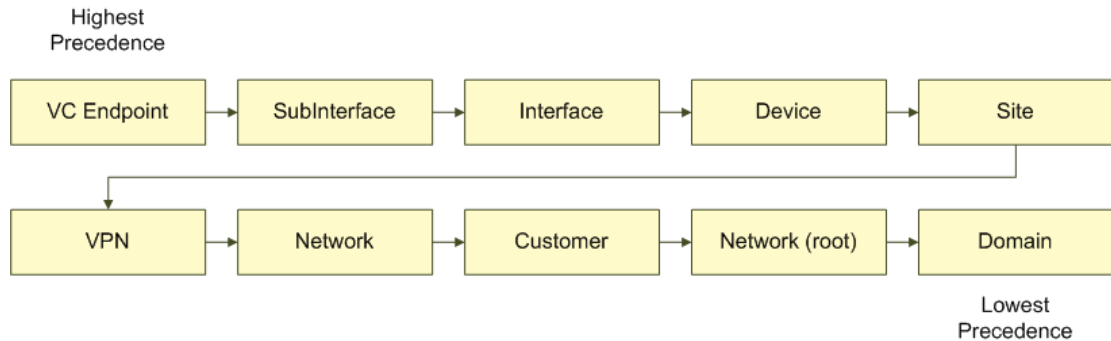 Highest
Precedence
VC Endpoint
SubInterface
Interface
Device
Site
VPN
Network
Customer
Network (root)
Domain
Lowest
Precedence